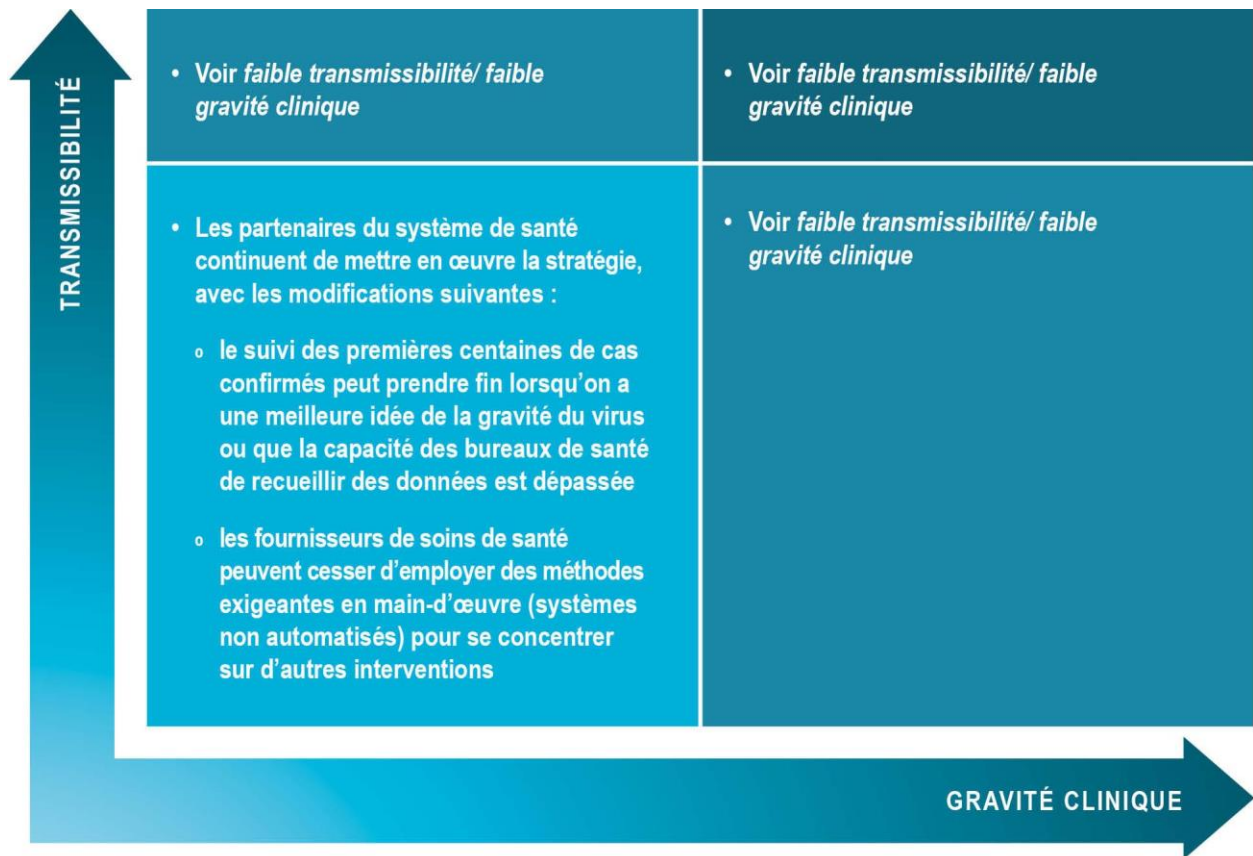 TRANSMISSIBILITÉ
• Voir faible transmissibilité/ faible
gravité clinique
• Voir faible transmissibilité/ faible
gravité clinique
• Les partenaires du système de santé
continuent de mettre en œuvre la stratégie,
avec les modifications suivantes :
o le suivi des premières centaines de cas
confirmés peut prendre fin lorsqu’on a
une meilleure idée de la gravité du virus
ou que la capacité des bureaux de santé
de recueillir des données est dépassée
o les fournisseurs de soins de santé
peuvent cesser d’employer des méthodes
exigeantes en main-d’œuvre (systèmes
non automatisés) pour se concentrer
sur d’autres interventions
• Voir faible transmissibilité/ faible
gravité clinique
GRAVITÉ CLINIQUE